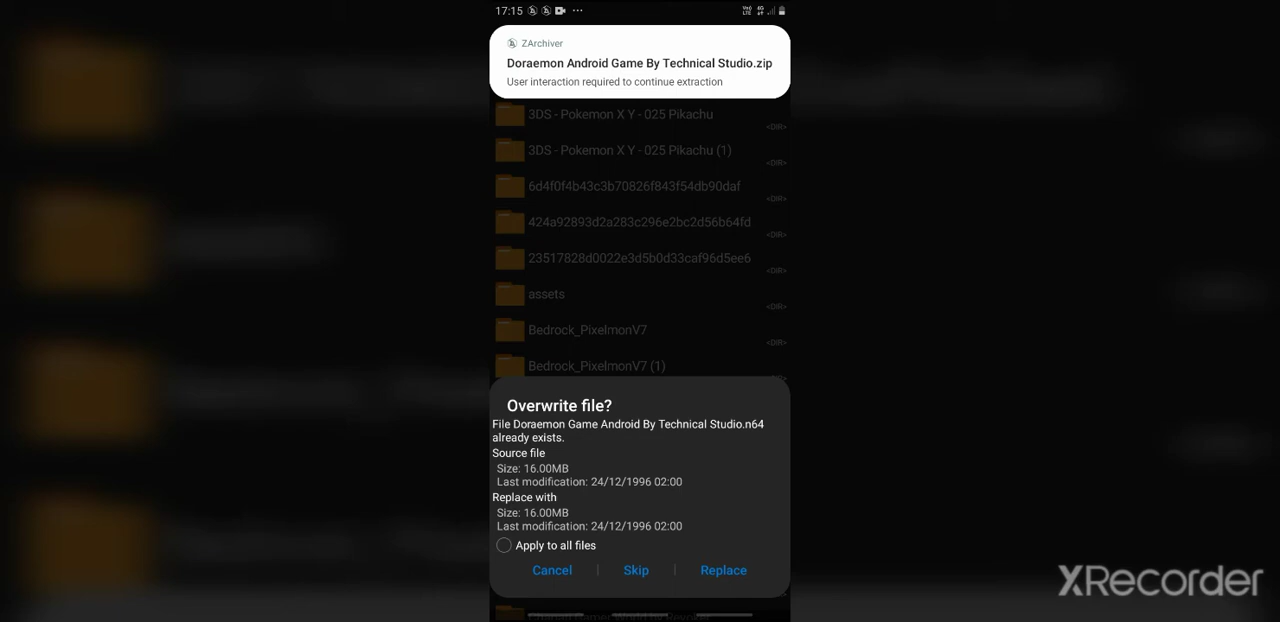 17:15
ZArchiver
Doraemon Android Game By Technical Studio.zip
User interaction required to continue extraction
3DS - Pokemon X Y - 025 Pikachu
<DIR>
3DS - Pokemon X Y - 025 Pikachu (1)
<DIR>
6d4f0f4b43c3b70826f843f54db90daf
<DIR>
424a92893d2a283c296e2bc2d56b64fd
<DIR>
23517828d0022e3d5b0d33caf96d5ee6
<DIR>
assets
<DIR>
Bedrock_PixelmonV7
<DIR>
Bedrock_PixelmonV7 (1)
Overwrite file?
File Doraemon Game Android By Technical Studio.n64
already exists.
Source file
Size: 16.00MB
Last modification: 24/12/1996 02:00
Replace with
Size: 16.00MB
Last modification: 24/12/1996 02:00
Apply to all files
Cancel | Skip | Replace
XRecorder